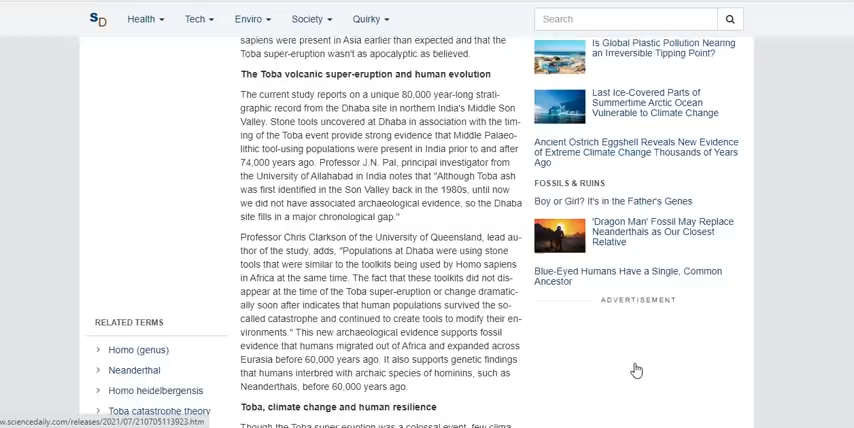 SD
Health
Tech
Enviro
Society
Quirky
Search
sapiens were present in Asia earlier than expected and that the
Toba super-eruption wasn't as apocalyptic as believed.
The Toba volcanic super-eruption and human evolution
The current study reports on a unique 80,000 year-long strati-
graphic record from the Dhaba site in northern India's Middle Son
Valley. Stone tools uncovered at Dhaba in association with the tim-
ing of the Toba event provide strong evidence that Middle Palaeo-
lithic tool-using populations were present in India prior to and after
74,000 years ago. Professor J.N. Pal, principal investigator from
the University of Allahabad in India notes that "Although Toba ash
was first identified in the Son Valley back in the 1980s, until now
we did not have associated archaeological evidence, so the Dhaba
site fills in a major chronological gap."
Professor Chris Clarkson of the University of Queensland, lead au-
thor of the study, adds, "Populations at Dhaba were using stone
tools that were similar to the toolkits being used by Homo sapiens
in Africa at the same time. The fact that these toolkits did not dis-
appear at the time of the Toba super-eruption or change dramatic-
ally soon after indicates that human populations survived the so-
called catastrophe and continued to create tools to modify their en-
vironments." This new archaeological evidence supports fossil
evidence that humans migrated out of Africa and expanded across
Eurasia before 60,000 years ago. It also supports genetic findings
that humans interbred with archaic species of hominins, such as
Neanderthals, before 60,000 years ago.
Toba, climate change and human resilience
Though the Toba super-eruption was a colossal event, few clima-
RELATED TERMS
Homo (genus)
Neanderthal
Homo heidelbergensis
Toba catastrophe theory
w.sciencedaily.com/releases/2021/07/210705113923.htm
Is Global Plastic Pollution Nearing
an Irreversible Tipping Point?
Last Ice-Covered Parts of
Summertime Arctic Ocean
Vulnerable to Climate Change
Ancient Ostrich Eggshell Reveals New Evidence
of Extreme Climate Change Thousands of Years
Ago
FOSSILS & RUINS
Boy or Girl? It's in the Father's Genes
'Dragon Man' Fossil May Replace
Neanderthals as Our Closest
Relative
Blue-Eyed Humans Have a Single, Common
Ancestor
ADVERTISEMENT